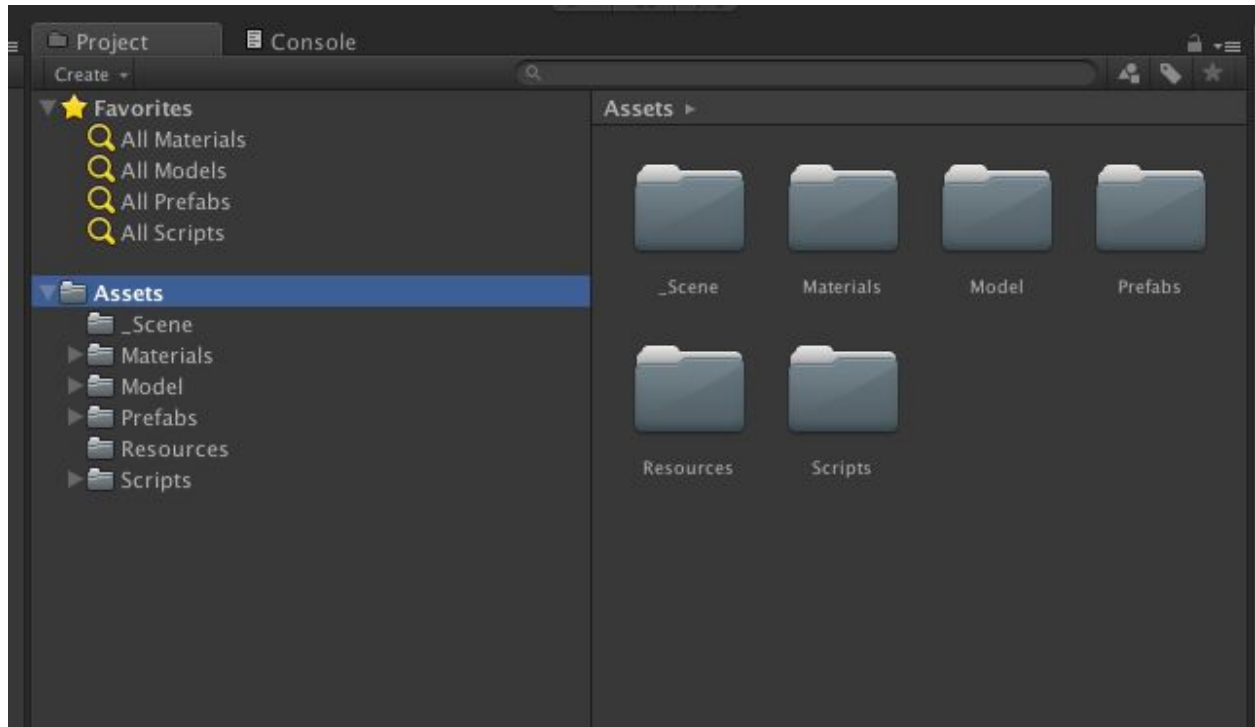 Project
Console
Create
Favorites
All Materials
All Models
All Prefabs
All Scripts
Assets
_Scene
Materials
Model
Prefabs
Resources
Scripts
Assets
_Scene Materials Model Prefabs
Resources Scripts